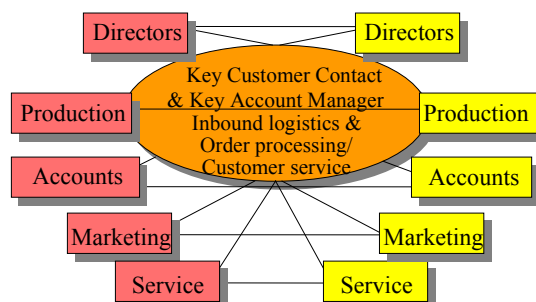 Directors
Directors
Key Customer Contact
& Key Account Manager
Production
Production
Inbound logistics &
Order processing/
Customer service
Accounts
Accounts
Marketing
Marketing
Service
Service